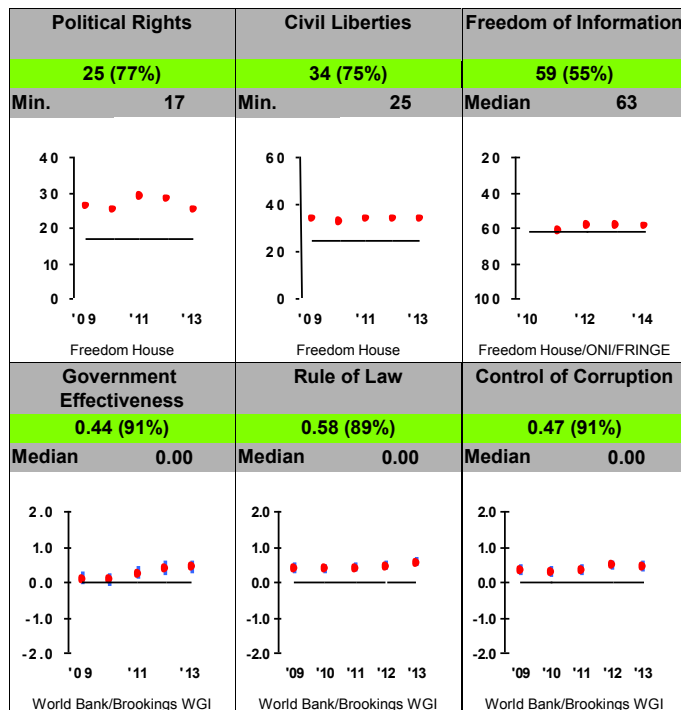 Political Rights
25 (77%)
Min. 17
40
30
20
10
0
'09 '11 '13
Freedom House
Civil Liberties
34 (75%)
Min. 25
60
40
20
0
'09 '11 '13
Freedom House
Freedom of Information
59 (55%)
Median 63
20
40
60
80
100
'10 '12 '14
Freedom House/ONI/FRINGE
Government
Effectiveness
0.44 (91%)
Median 0.00
2.0
1.0
0.0
-1.0
-2.0
'09 '11 '13
World Bank/Brookings WGI
Rule of Law
0.58 (89%)
Median 0.00
2.0
1.0
0.0
-1.0
-2.0
'09 '10 '11 '12 '13
World Bank/Brookings WGI
Control of Corruption
0.47 (91%)
Median 0.00
2.0
1.0
0.0
-1.0
-2.0
'09 '10 '11 '12 '13
World Bank/Brookings WGI